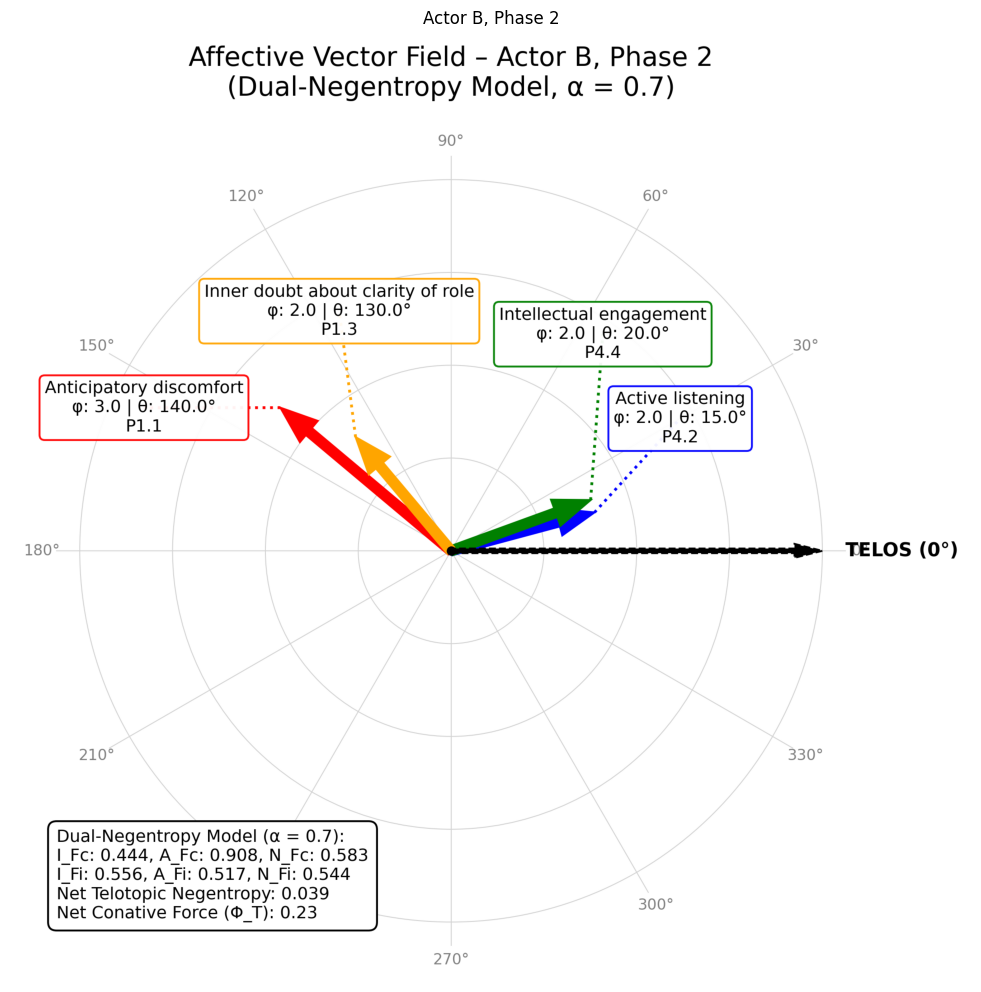 Actor B, Phase 2
Affective Vector Field – Actor B, Phase 2
(Dual-Negentropy Model, α = 0.7)
90°
120°
60°
Inner doubt about clarity of role
φ: 2.0 | θ: 130.0°
P1.3
Intellectual engagement
φ: 2.0 | θ: 20.0°
P4.4
150°
30°
Anticipatory discomfort
φ: 3.0 | θ: 140.0°
P1.1
Active listening
φ: 2.0 | θ: 15.0°
P4.2
180°
TELOS (0°)
210°
330°
Dual-Negentropy Model (α = 0.7):
I_Fc: 0.444, A_Fc: 0.908, N_Fc: 0.583
I_Fi: 0.556, A_Fi: 0.517, N_Fi: 0.544
Net Telotopic Negentropy: 0.039
Net Conative Force (Φ_T): 0.23
300°
270°